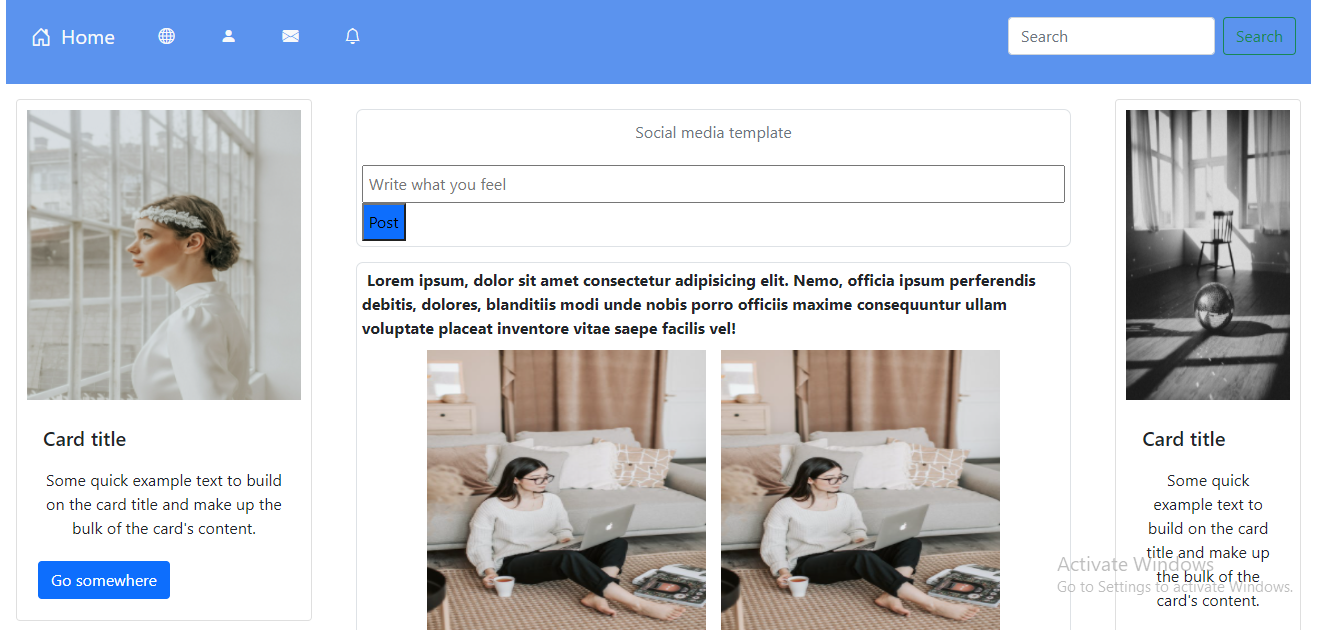 Home
Search
Search
Social media template
Write what you feel
Post
Lorem ipsum, dolor sit amet consectetur adipisicing elit. Nemo, officia ipsum perferendis
debitis, dolores, blanditiis modi unde nobis porro officiis maxime consequuntur ullam
voluptate placeat inventore vitae saepe facilis vel!
Card title
Some quick example text to build
on the card title and make up the
bulk of the card's content.
Go somewhere
Card title
Some quick
example text to
build on the card
title and make up
the bulk of the
card's content.
Activate Windows
Go to Settings to activate Windows.